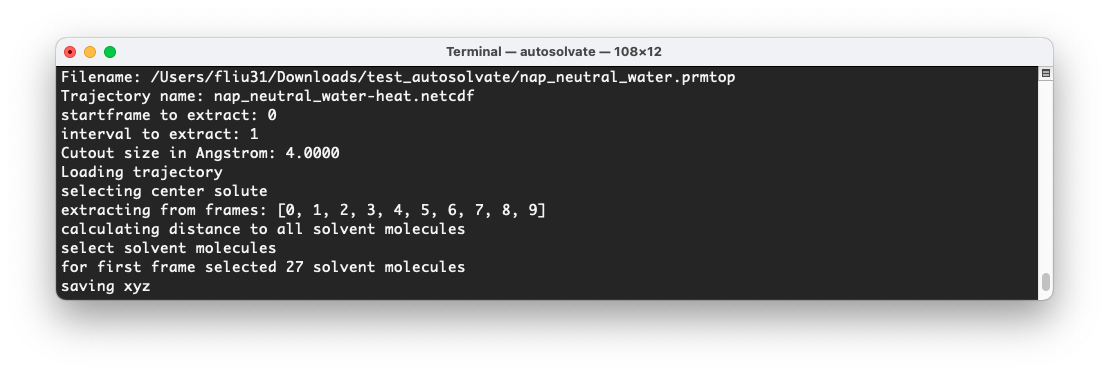 Terminal — autosolvate — 108×12
Filename: /Users/fliu31/Downloads/test_autosolvate/nap_neutral_water.prmtop
Trajectory name: nap_neutral_water-heat.netcdf
startframe to extract: 0
interval to extract: 1
Cutout size in Angstrom: 4.0000
Loading trajectory
selecting center solute
extracting from frames: [0, 1, 2, 3, 4, 5, 6, 7, 8, 9]
calculating distance to all solvent molecules
select solvent molecules
for first frame selected 27 solvent molecules
saving xyz